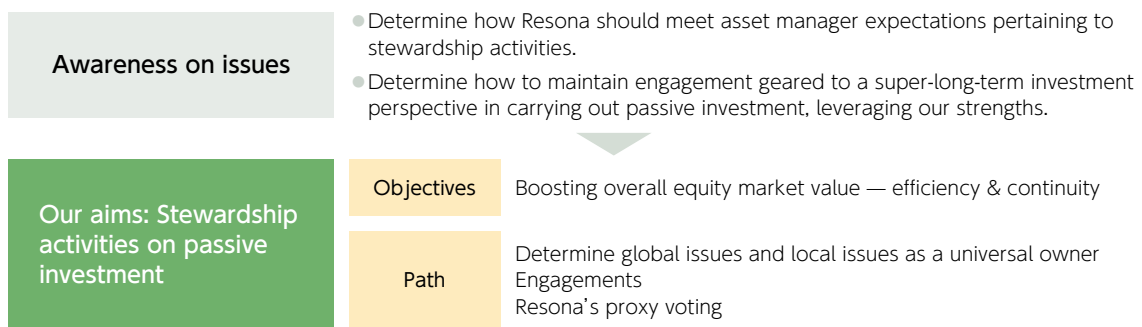 Awareness on issues
● Determine how Resona should meet asset manager expectations pertaining to
stewardship activities.
● Determine how to maintain engagement geared to a super-long-term investment
perspective in carrying out passive investment, leveraging our strengths.
Our aims: Stewardship
activities on passive
investment
Objectives
Boosting overall equity market value — efficiency & continuity
Path
Determine global issues and local issues as a universal owner
Engagements
Resona’s proxy voting